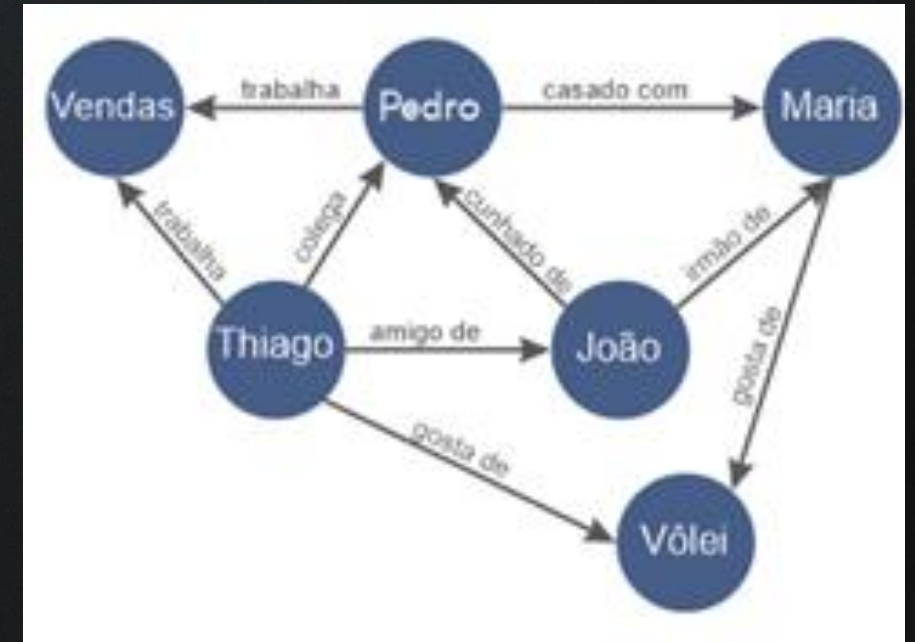 trabalha
casado com
Vendas
Pedro
Maria
trabalha
colega
cunhado de
irmão de
Thiago
amigo de
João
gosta de
gosta de
Vôlei